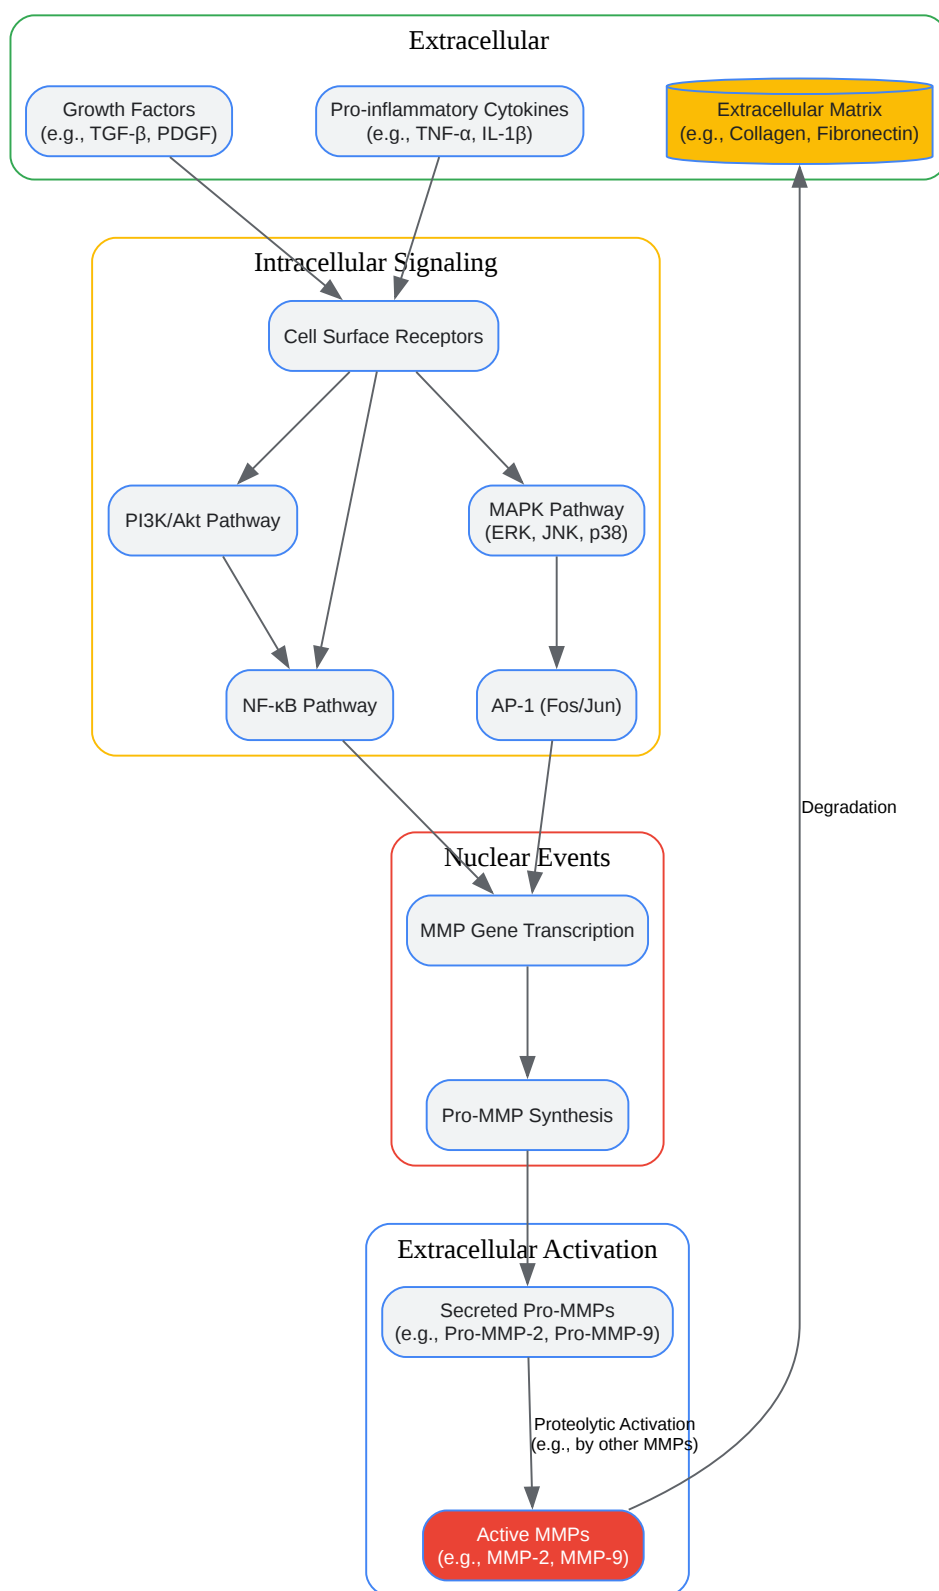 Extracellular
Growth Factors
(e.g., TGF-β, PDGF)
Pro-inflammatory Cytokines
(e.g., TNF-α, IL-1β)
Extracellular Matrix
(e.g., Collagen, Fibronectin)
Intracellular Signaling
Cell Surface Receptors
PI3K/Akt Pathway
MAPK Pathway
(ERK, JNK, p38)
NF-κB Pathway
AP-1 (Fos/Jun)
Degradation
Nuclear Events
MMP Gene Transcription
Pro-MMP Synthesis
Extracellular Activation
Secreted Pro-MMPs
(e.g., Pro-MMP-2, Pro-MMP-9)
Proteolytic Activation
(e.g., by other MMPs)
Active MMPs
(e.g., MMP-2, MMP-9)